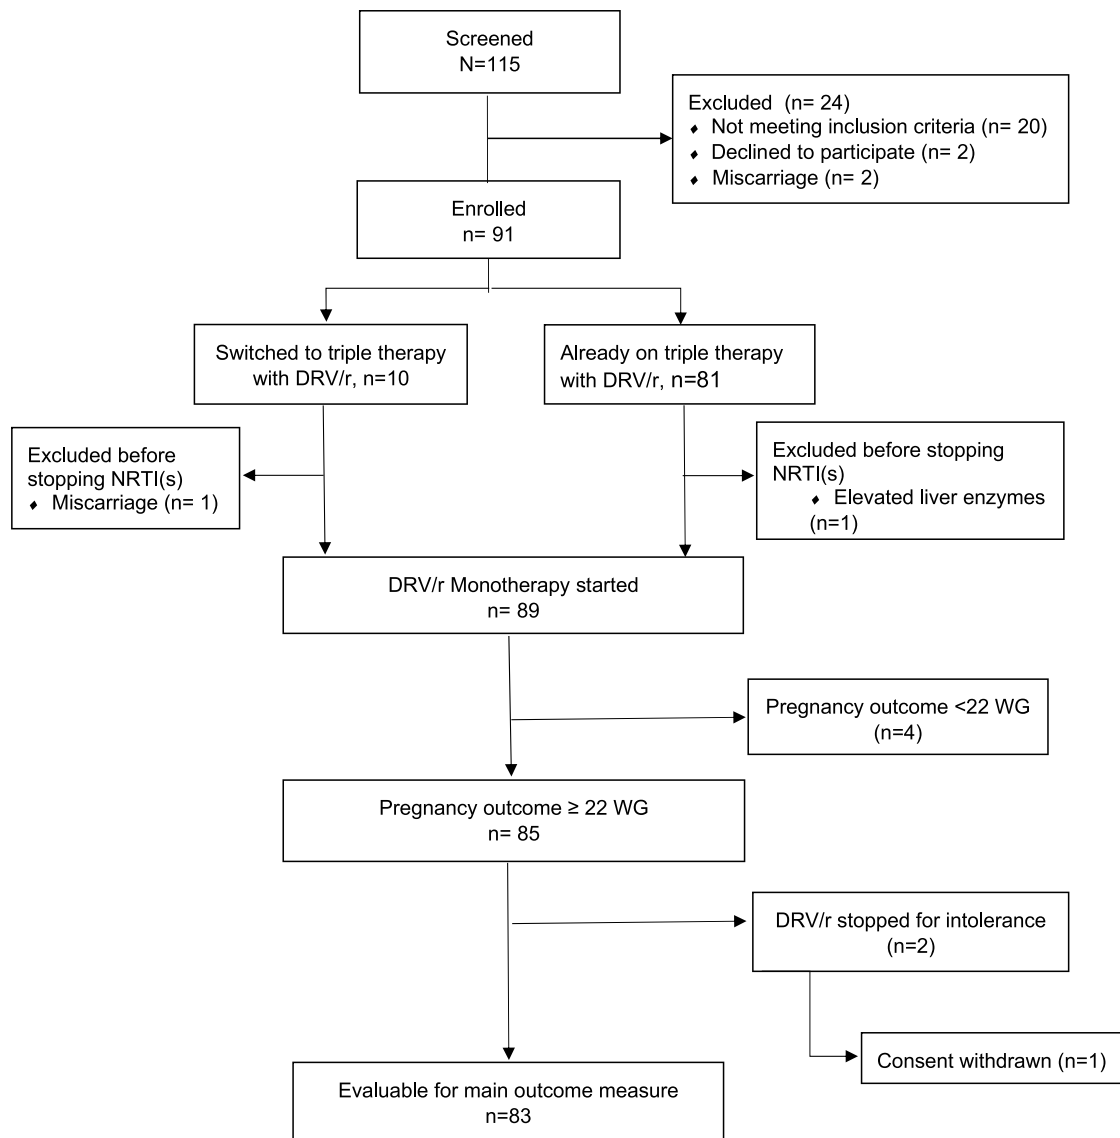 Screened
N=115
Excluded  (n= 24)
♦ Not meeting inclusion criteria (n= 20)
♦ Declined to participate (n= 2)
♦ Miscarriage (n= 2)
Enrolled
n= 91
Switched to triple therapy
with DRV/r, n=10
Already on triple therapy
with DRV/r, n=81
Excluded before
stopping NRTI(s)
♦ Miscarriage (n= 1)
Excluded before stopping
NRTI(s)
♦ Elevated liver enzymes
(n=1)
DRV/r Monotherapy started
n= 89
Pregnancy outcome <22 WG
(n=4)
Pregnancy outcome ≥ 22 WG
n= 85
DRV/r stopped for intolerance
(n=2)
Consent withdrawn (n=1)
Evaluable for main outcome measure
n=83